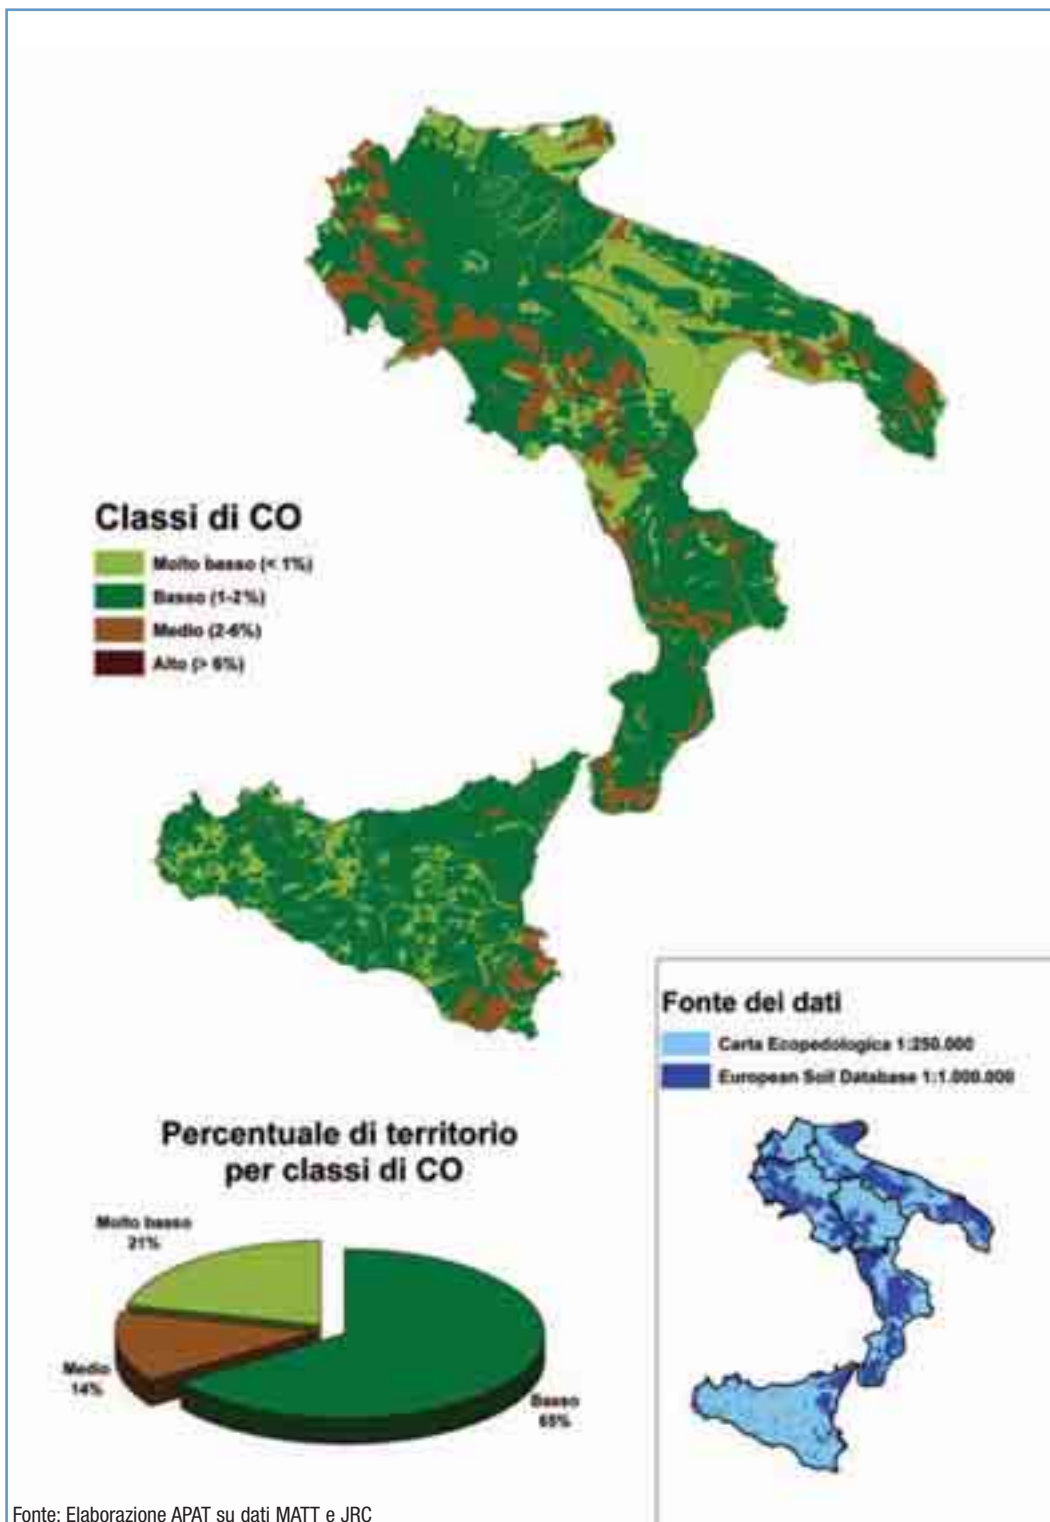 Classi di CO
Molto basso (< 1%)
Basso (1-2%)
Medio (2-6%)
Alto (> 6%)
Fonte dei dati
Carta Ecopedologica 1:250.000
European Soil Database 1:1.000.000
Percentuale di territorio
per classi di CO
Molto basso
21%
Medio
14%
Basso
65%
Fonte: Elaborazione APAT su dati MATT e JRC